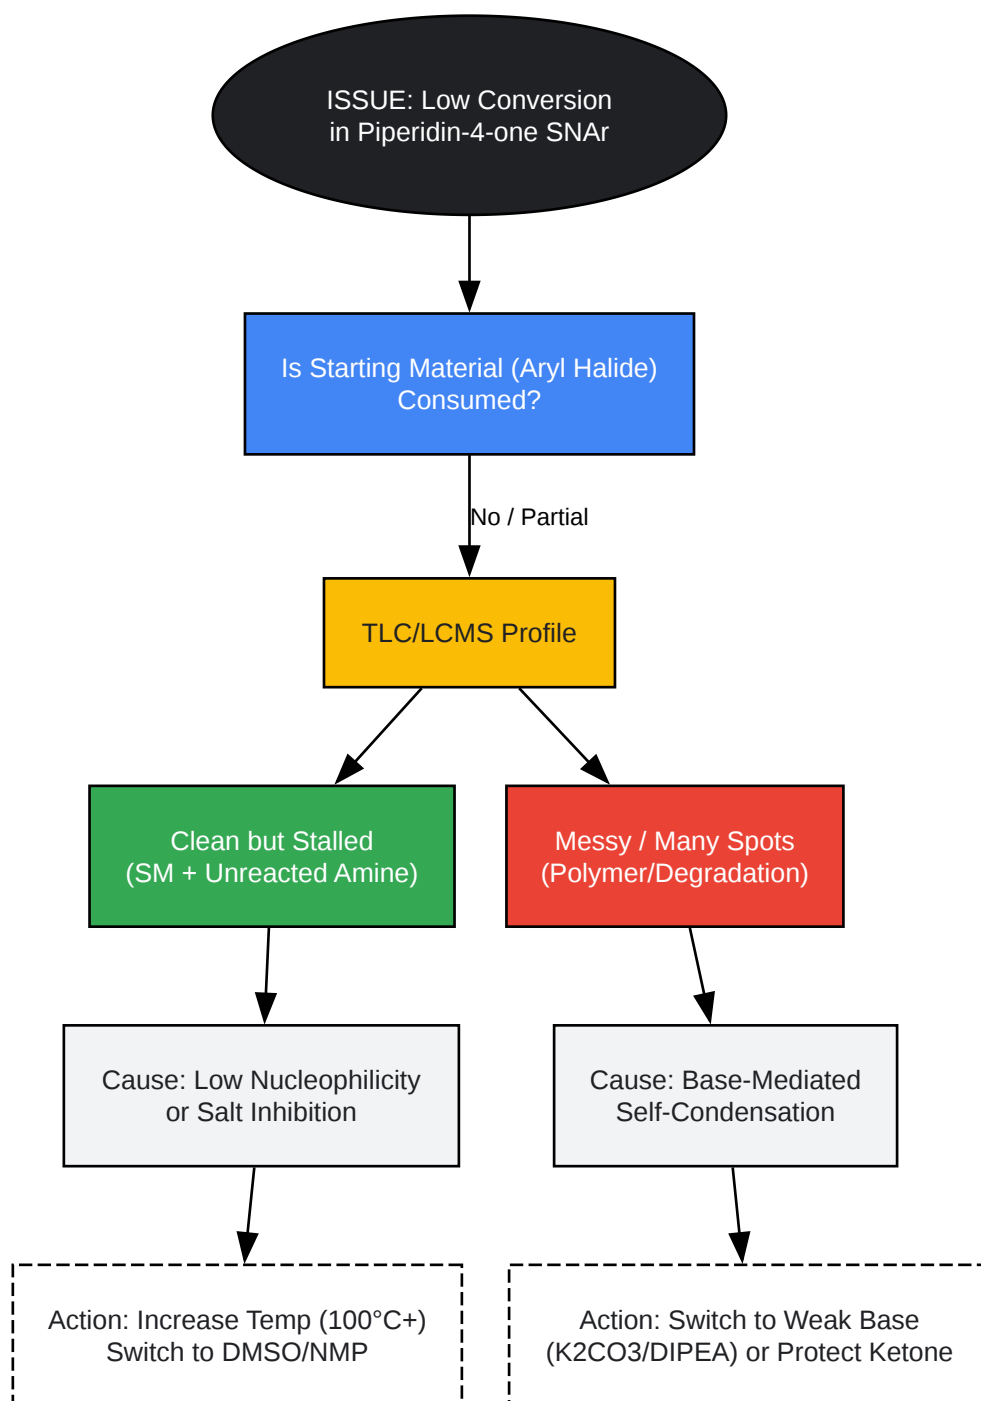 ISSUE: Low Conversion
in Piperidin-4-one SNAr
Is Starting Material (Aryl Halide)
Consumed?
No / Partial
TLC/LCMS Profile
Clean but Stalled
(SM + Unreacted Amine)
Messy / Many Spots
(Polymer/Degradation)
Cause: Low Nucleophilicity
or Salt Inhibition
Cause: Base-Mediated
Self-Condensation
Action: Increase Temp (100°C+)
Switch to DMSO/NMP
Action: Switch to Weak Base
(K2CO3/DIPEA) or Protect Ketone